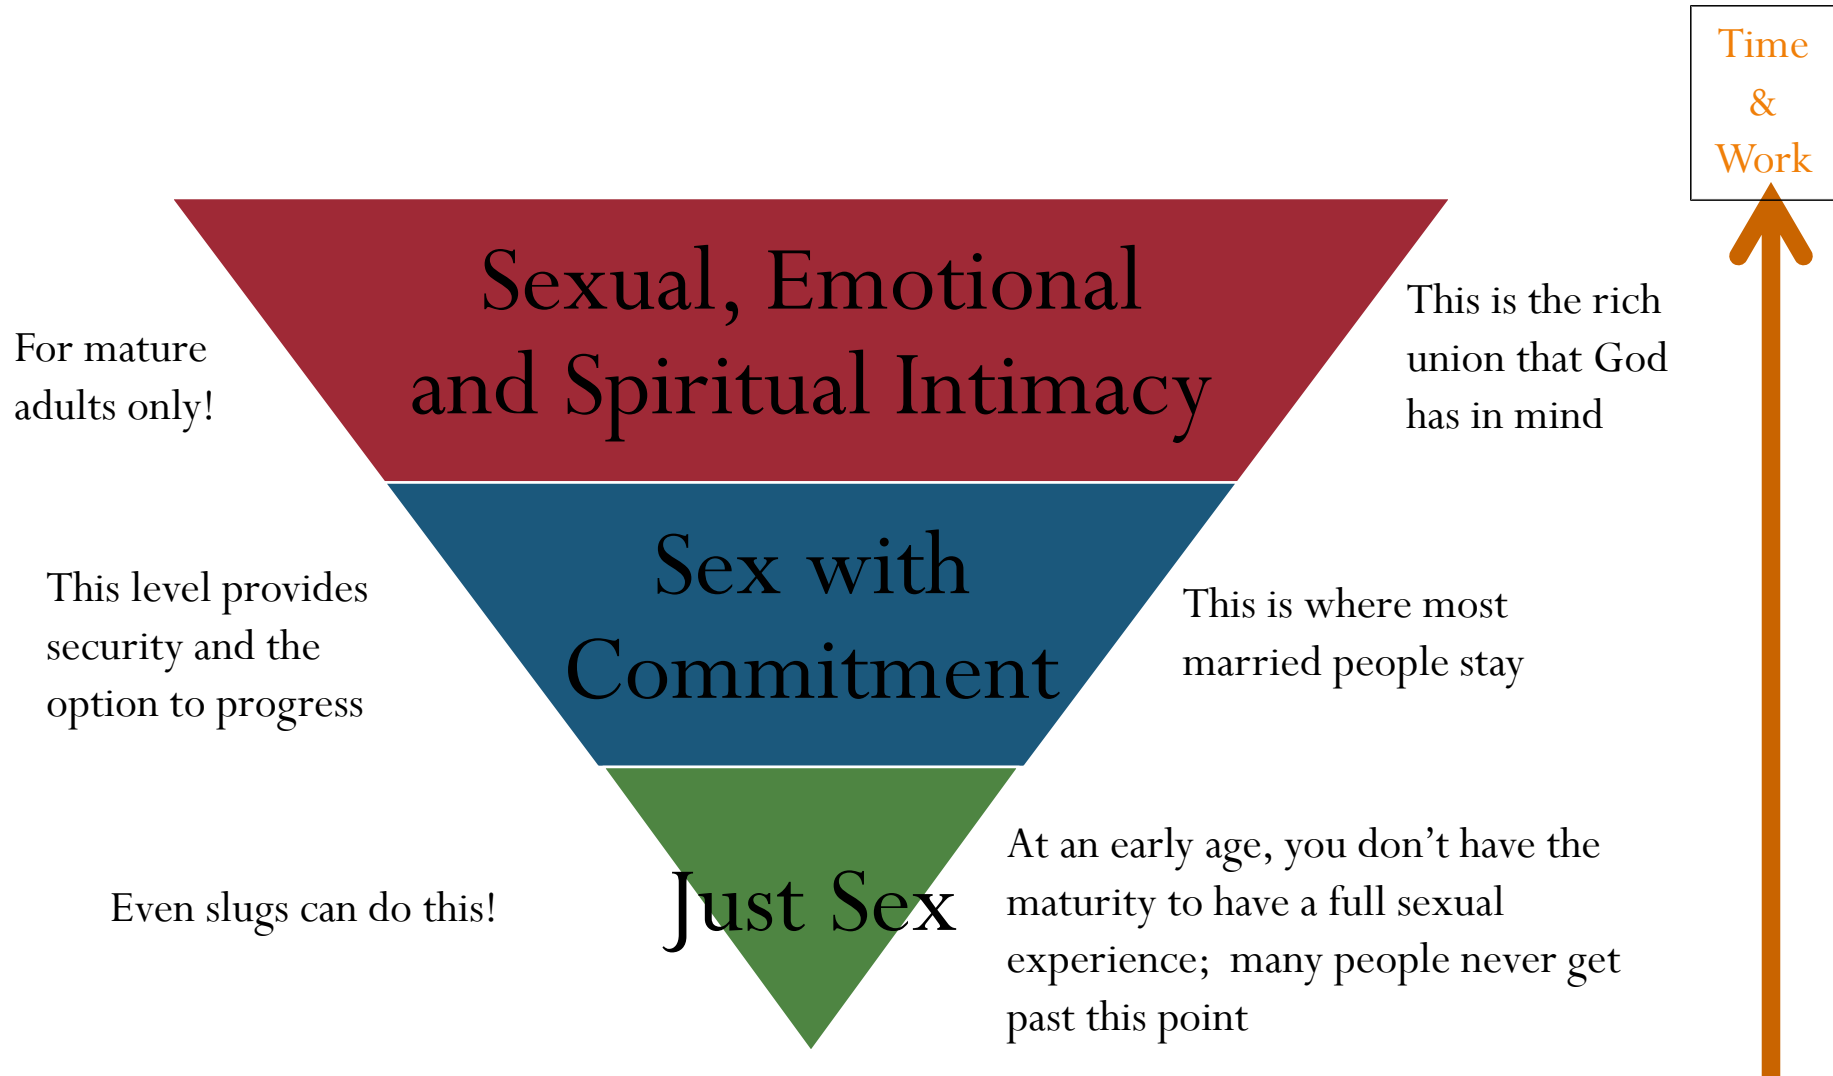 Time
&
Work
Sexual, Emotional
and Spiritual Intimacy
For mature
adults only!
This is the rich
union that God
has in mind
Sex with
Commitment
This level provides
security and the
option to progress
This is where most
married people stay
Just Sex
Even slugs can do this!
At an early age, you don’t have the
maturity to have a full sexual
experience;  many people never get
past this point